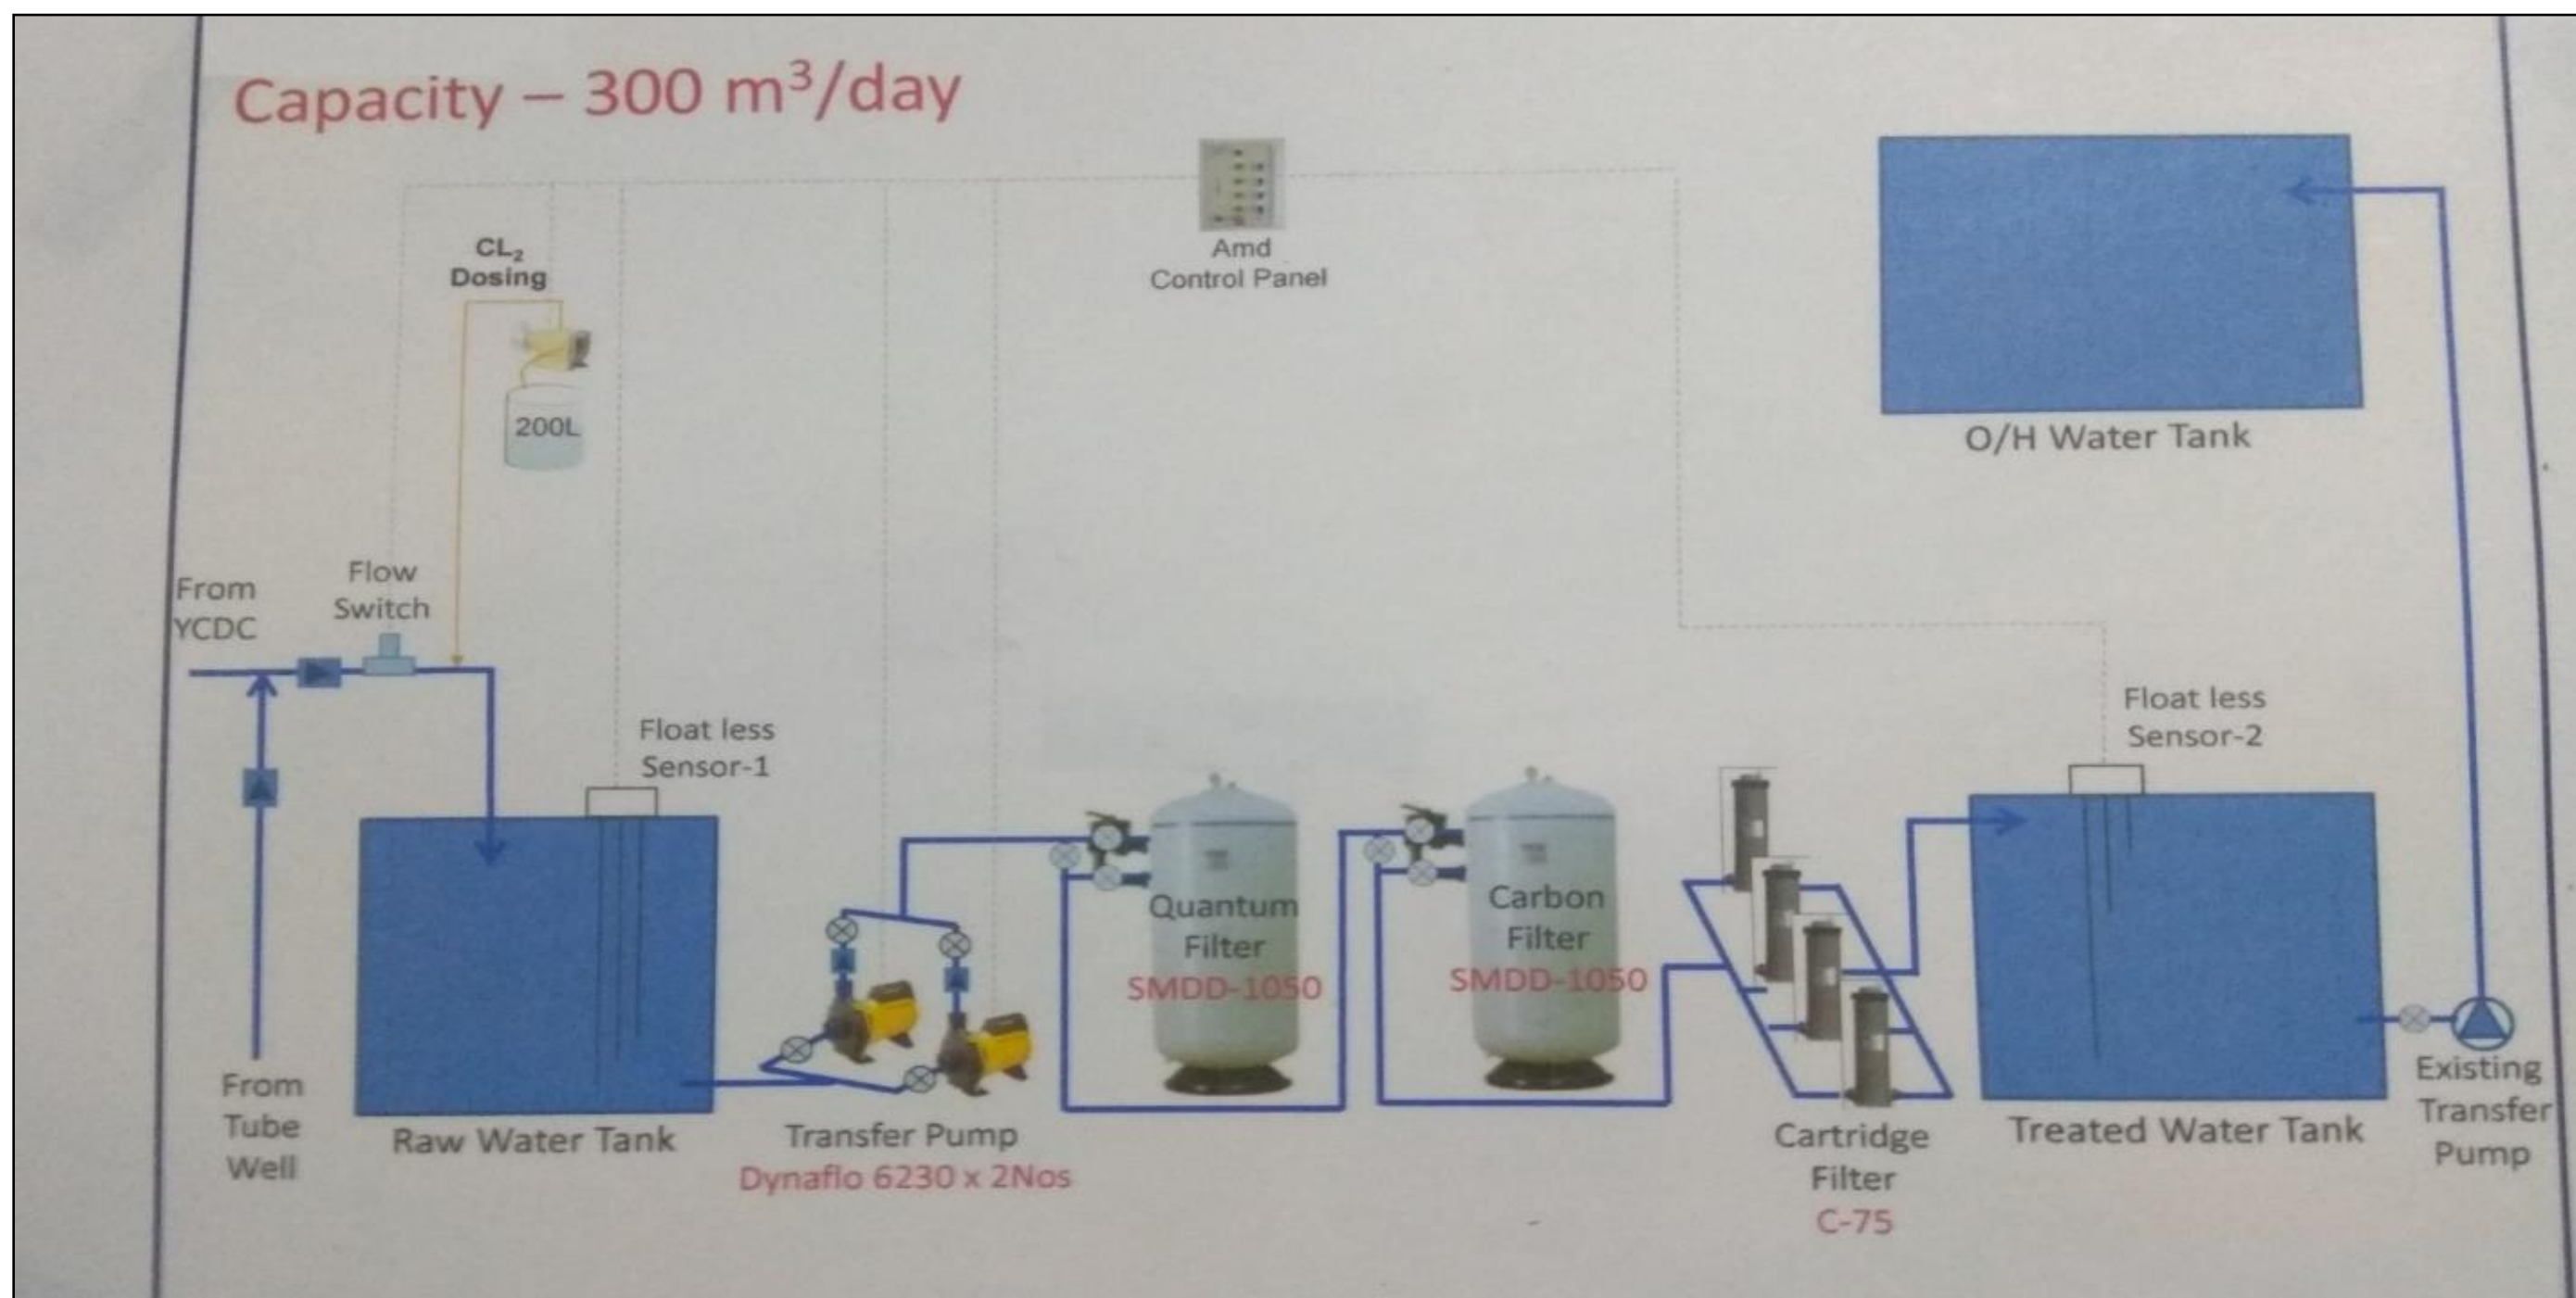 Capacity – 300 m³/day
CL₂
Dosing
200L
Amd
Control Panel
O/H Water Tank
From
YCDC
Flow
Switch
Float less
Sensor-1
Float less
Sensor-2
Quantum
Filter
SMDD-1050
Carbon
Filter
SMDD-1050
From
Tube
Well
Raw Water Tank
Transfer Pump
Dynaflo 6230 x 2Nos
Cartridge
Filter
C-75
Treated Water Tank
Existing
Transfer
Pump